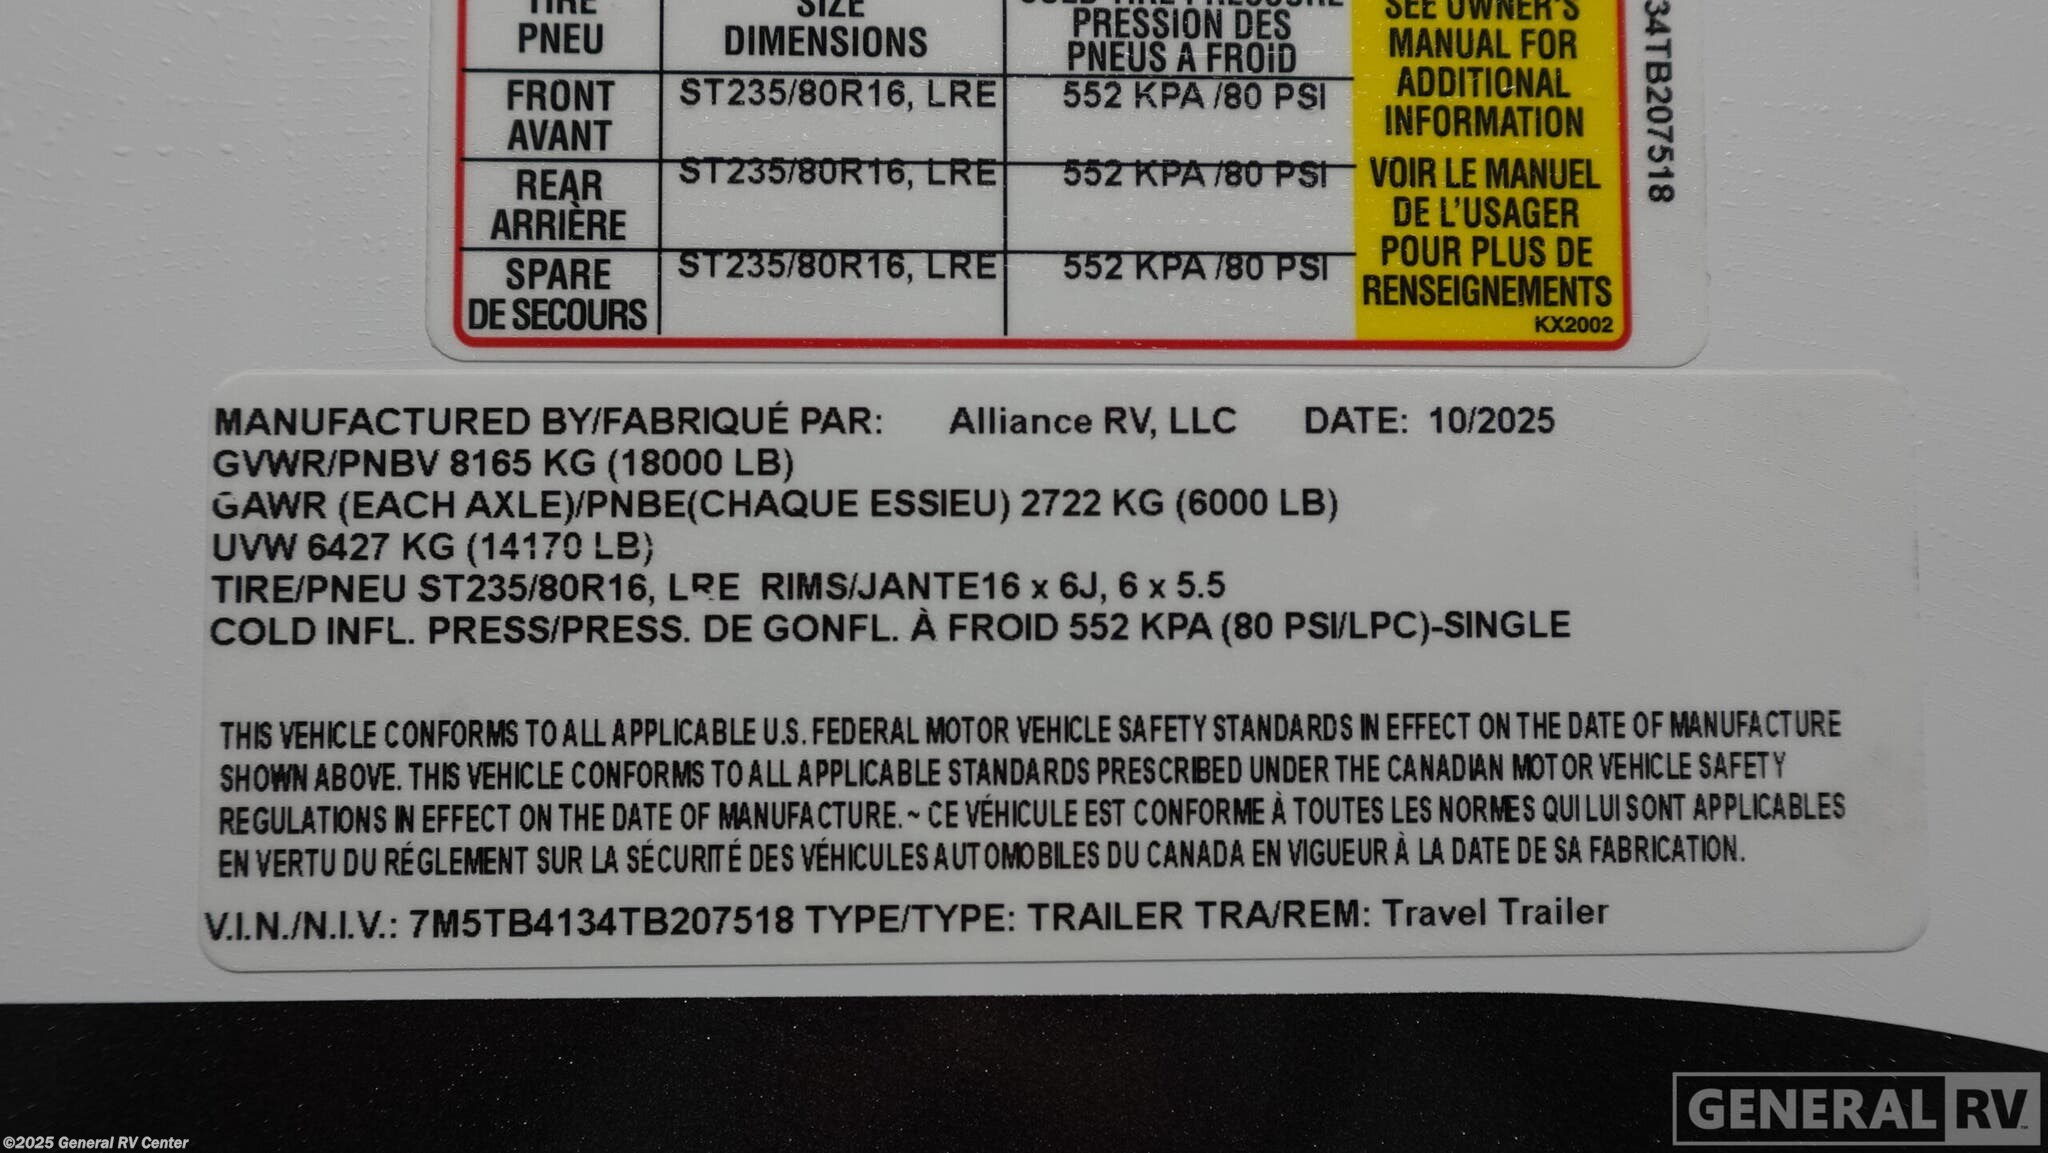 TIRE SIZE COLD TIRE PRESSURE
PNEU DIMENSIONS PRESSION DES
PNEUS A FROID
FRONT ST235/80R16, LRE 552 KPA /80 PSI
AVANT
REAR ST235/80R16, LRE 552 KPA /80 PSI
ARRIÈRE
SPARE ST235/80R16, LRE 552 KPA /80 PSI
DE SECOURS
SEE OWNER'S
MANUAL FOR
ADDITIONAL
INFORMATION
VOIR LE MANUEL
DE L'USAGER
POUR PLUS DE
RENSEIGNEMENTS
KX2002
34TB207518
MANUFACTURED BY/FABRIQUÉ PAR: Alliance RV, LLC DATE: 10/2025
GVWR/PNBV 8165 KG (18000 LB)
GAWR (EACH AXLE)/PNBE(CHAQUE ESSIEU) 2722 KG (6000 LB)
UVW 6427 KG (14170 LB)
TIRE/PNEU ST235/80R16, LRE RIMS/JANTE16 x 6J, 6 x 5.5
COLD INFL. PRESS/PRESS. DE GONFL. À FROID 552 KPA (80 PSI/LPC)-SINGLE
THIS VEHICLE CONFORMS TO ALL APPLICABLE U.S. FEDERAL MOTOR VEHICLE SAFETY STANDARDS IN EFFECT ON THE DATE OF MANUFACTURE
SHOWN ABOVE. THIS VEHICLE CONFORMS TO ALL APPLICABLE STANDARDS PRESCRIBED UNDER THE CANADIAN MOTOR VEHICLE SAFETY
REGULATIONS IN EFFECT ON THE DATE OF MANUFACTURE. ~ CE VÉHICULE EST CONFORME À TOUTES LES NORMES QUI LUI SONT APPLICABLES
EN VERTU DU RÉGLEMENT SUR LA SÉCURITÉ DES VÉHICULES AUTOMOBILES DU CANADA EN VIGUEUR À LA DATE DE SA FABRICATION.
V.I.N./N.I.V.: 7M5TB4134TB207518 TYPE/TYPE: TRAILER TRA/REM: Travel Trailer
GENERAL RV
©2025 General RV Center